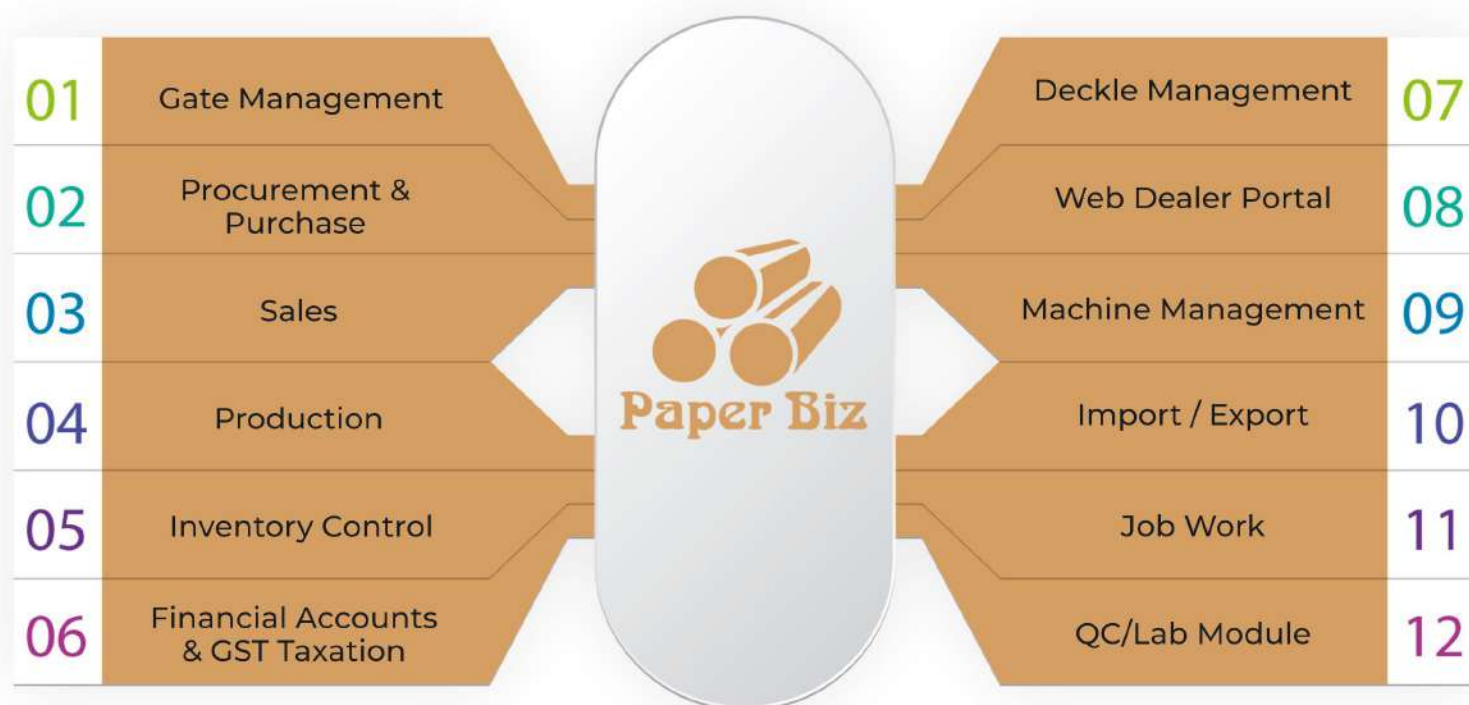 01
Gate Management
02
Procurement &
Purchase
03
Sales
04
Production
05
Inventory Control
06
Financial Accounts
& GST Taxation
Paper Biz
Deckle Management
07
Web Dealer Portal
08
Machine Management
09
Import / Export
10
Job Work
11
QC/Lab Module
12